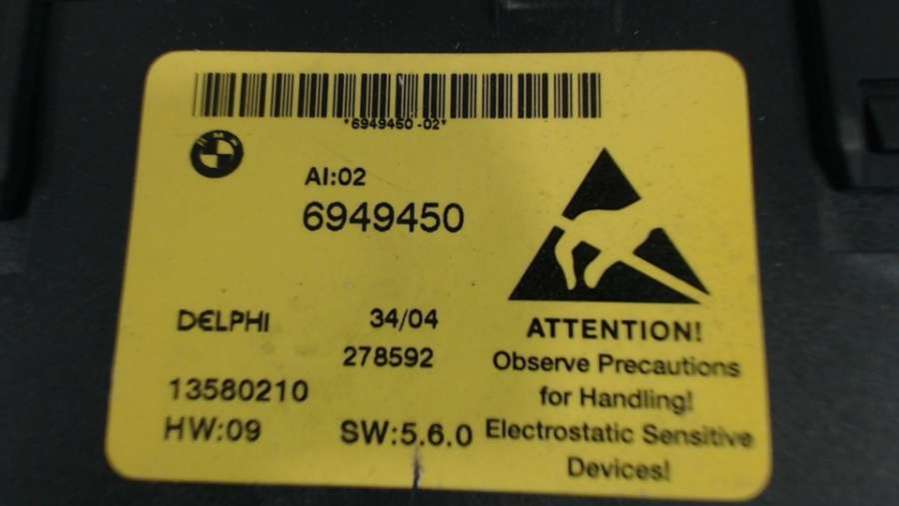 *6949450-02*
AI:02
6949450
DELPHI 34/04
278592
13580210
HW:09 SW:5.6.0
ATTENTION!
Observe Precautions
for Handling!
Electrostatic Sensitive
Devices!